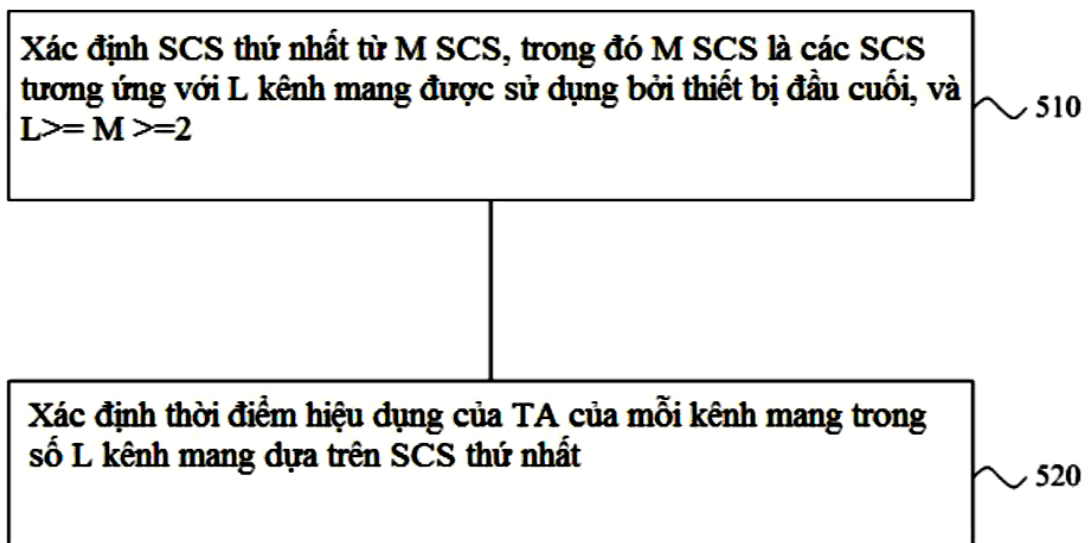 Xác định SCS thứ nhất từ M SCS, trong đó M SCS là các SCS
tương ứng với L kênh mang được sử dụng bởi thiết bị đầu cuối, và
L>= M >=2
510
Xác định thời điểm hiệu dụng của TA của mỗi kênh mang trong
số L kênh mang dựa trên SCS thứ nhất
520